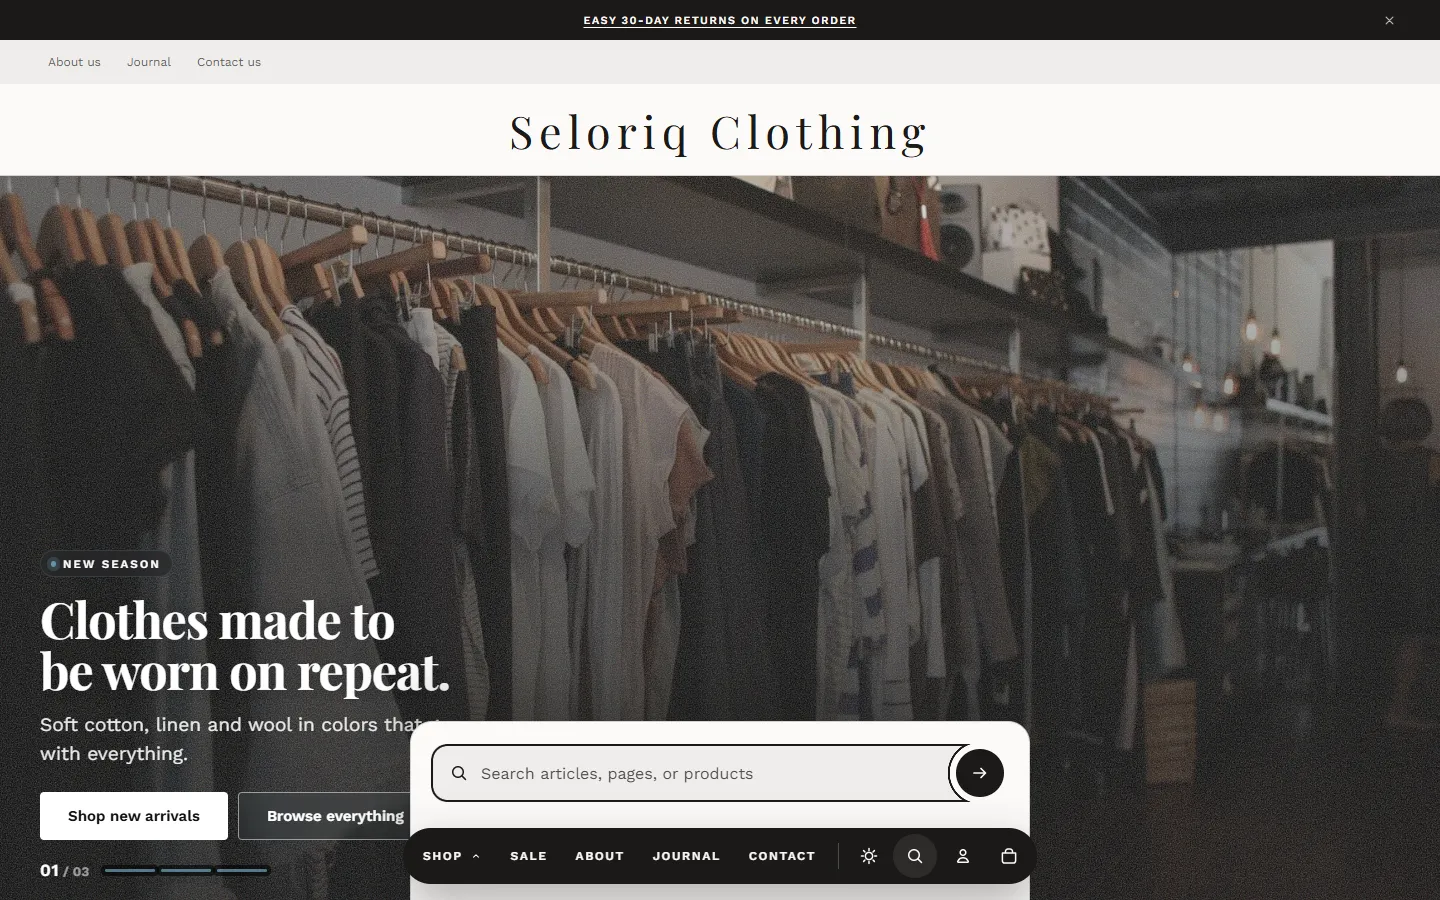 EASY 30-DAY RETURNS ON EVERY ORDER
About us Journal Contact us
Seloriq Clothing
NEW SEASON
Clothes made to
be worn on repeat.
Soft cotton, linen and wool in colors that
with everything.
Shop new arrivals Browse everything
01 / 03
Search articles, pages, or products
SHOP SALE ABOUT JOURNAL CONTACT